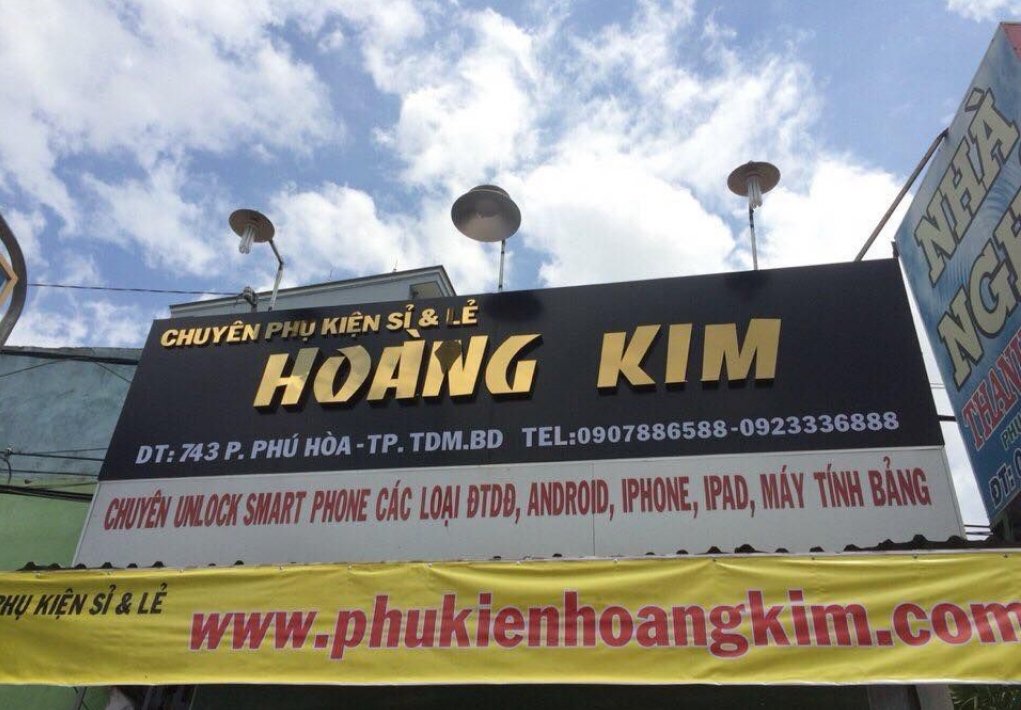 CHUYÊN PHỤ KIỆN SỈ & LẺ
HOÀNG KIM
DT: 743 P. PHÚ HÒA - TP. TDM.BD TEL:0907886588-0923336888
CHUYÊN UNLOCK SMART PHONE CÁC LOẠI ĐTDĐ, ANDROID, IPHONE, IPAD, MÁY TÍNH BẢNG
PHỤ KIỆN SỈ & LẺ
www.phukienhoangkim.com
NHÀ
ĐT: